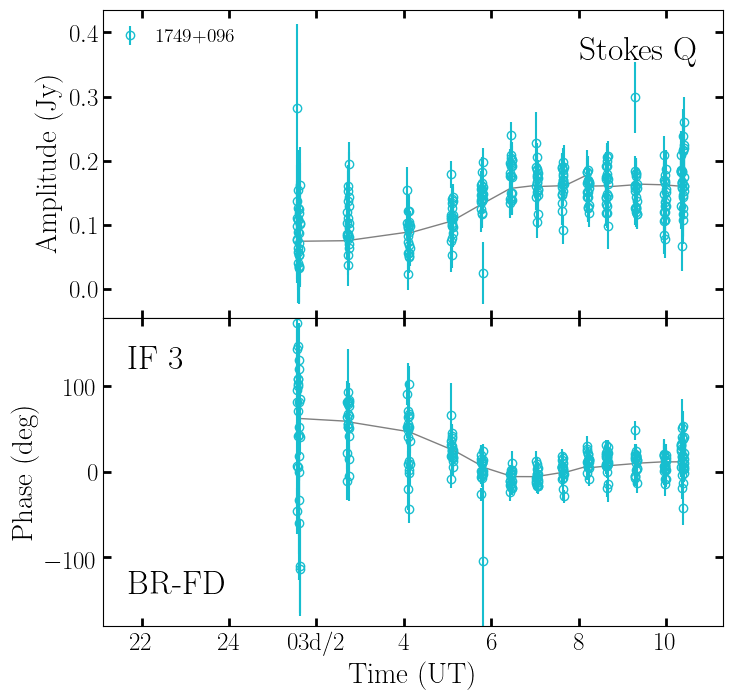 1749+096
Stokes Q
Amplitude (Jy)
0.4
0.3
0.2
0.1
0.0
IF 3
BR-FD
Phase (deg)
100
0
−100
22 24 03d/2 4 6 8 10
Time (UT)